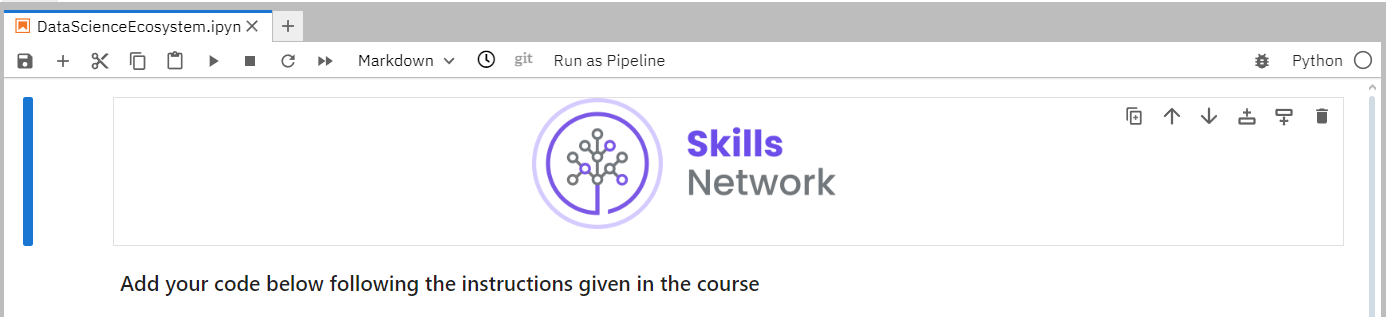 DataScienceEcosystem.ipyn
Markdown git Run as Pipeline Python
Skills
Network
Add your code below following the instructions given in the course